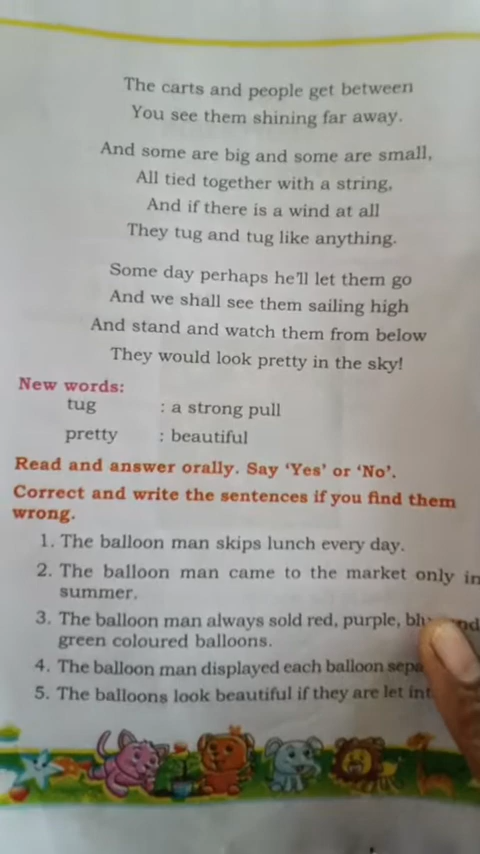 The carts and people get between
You see them shining far away.
And some are big and some are small,
All tied together with a string,
And if there is a wind at all
They tug and tug like anything.
Some day perhaps he'll let them go
And we shall see them sailing high
And stand and watch them from below
They would look pretty in the sky!
New words:
tug : a strong pull
pretty : beautiful
Read and answer orally. Say 'Yes' or 'No'.
Correct and write the sentences if you find them
wrong.
1. The balloon man skips lunch every day.
2. The balloon man came to the market only in
summer.
3. The balloon man always sold red, purple,
green coloured balloons.
4. The balloon man displayed each balloon
5. The balloons look beautiful if they are let